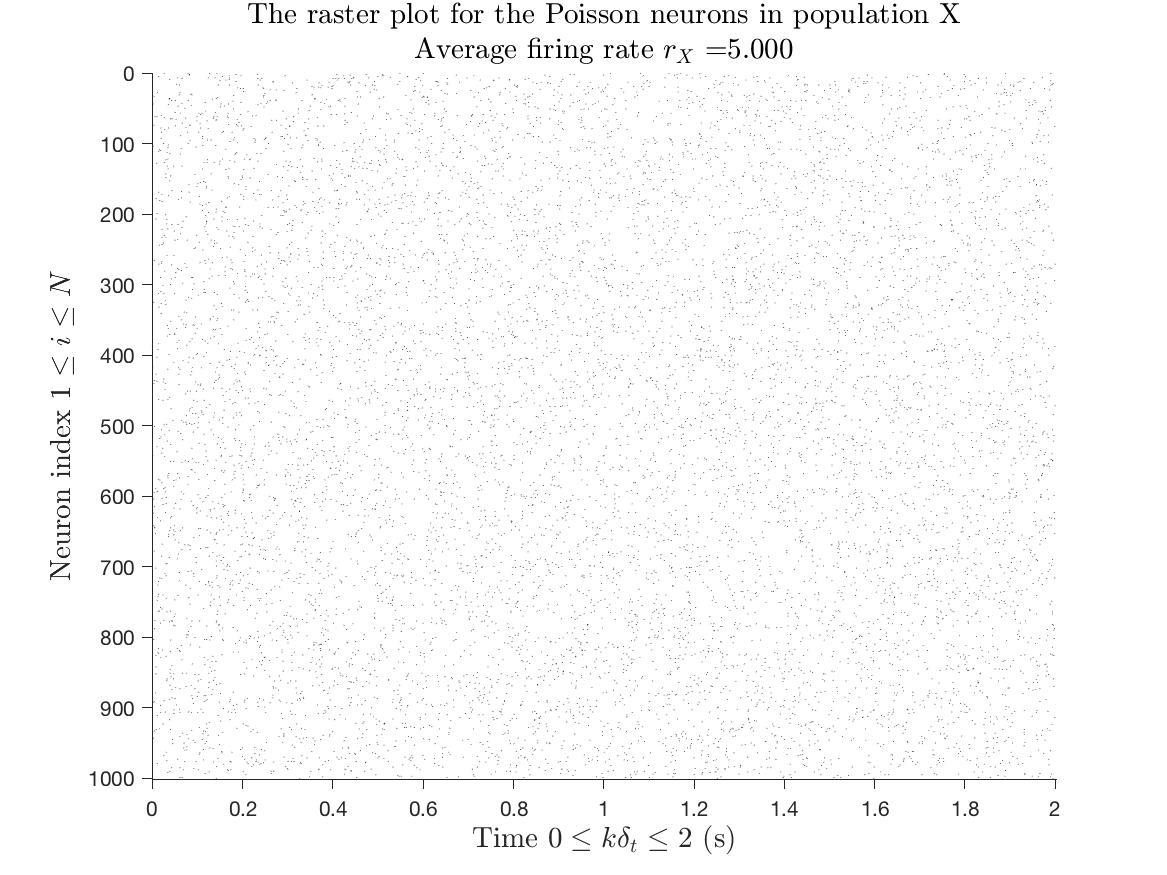 The raster plot for the Poisson neurons in population X
Average firing rate r_X =5.000
0
100
200
300
400
500
600
700
800
900
1000
Neuron index 1 ≤ i ≤ N
0 0.2 0.4 0.6 0.8 1 1.2 1.4 1.6 1.8 2
Time 0 ≤ kδ_t ≤ 2 (s)